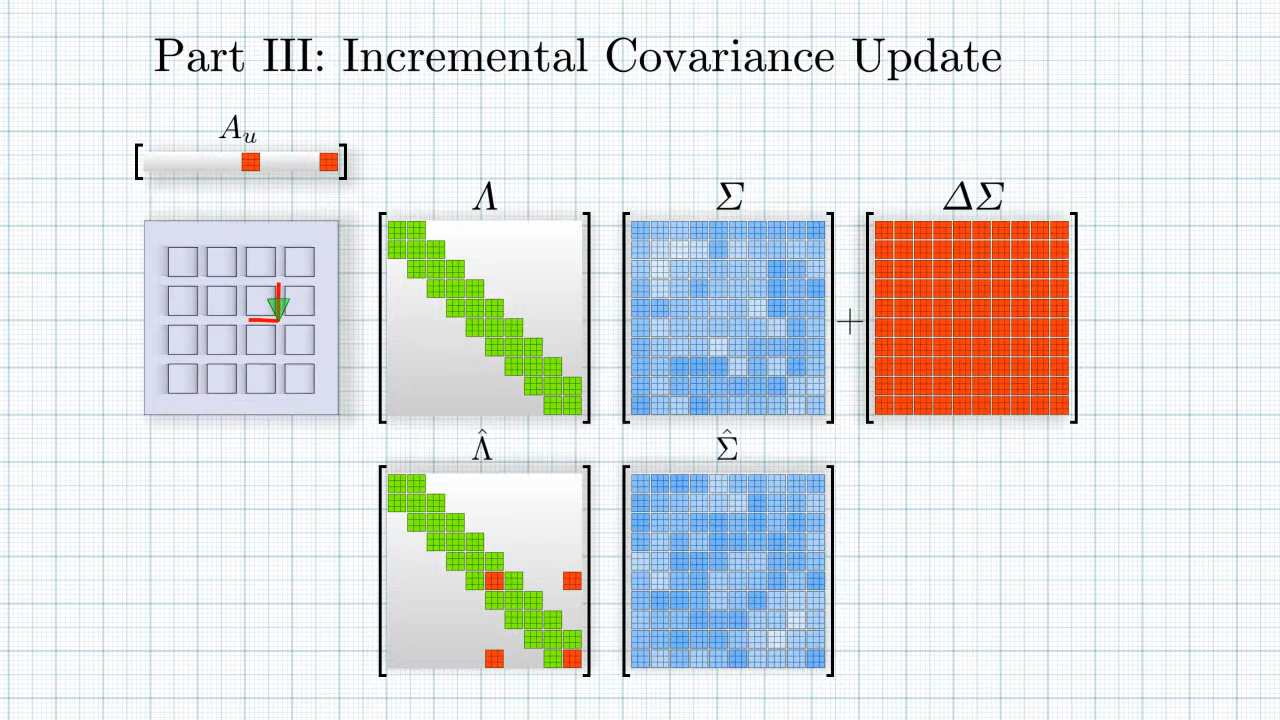 Part III: Incremental Covariance Update
A_u
Λ Σ + ΔΣ
Λ̂ Σ̂